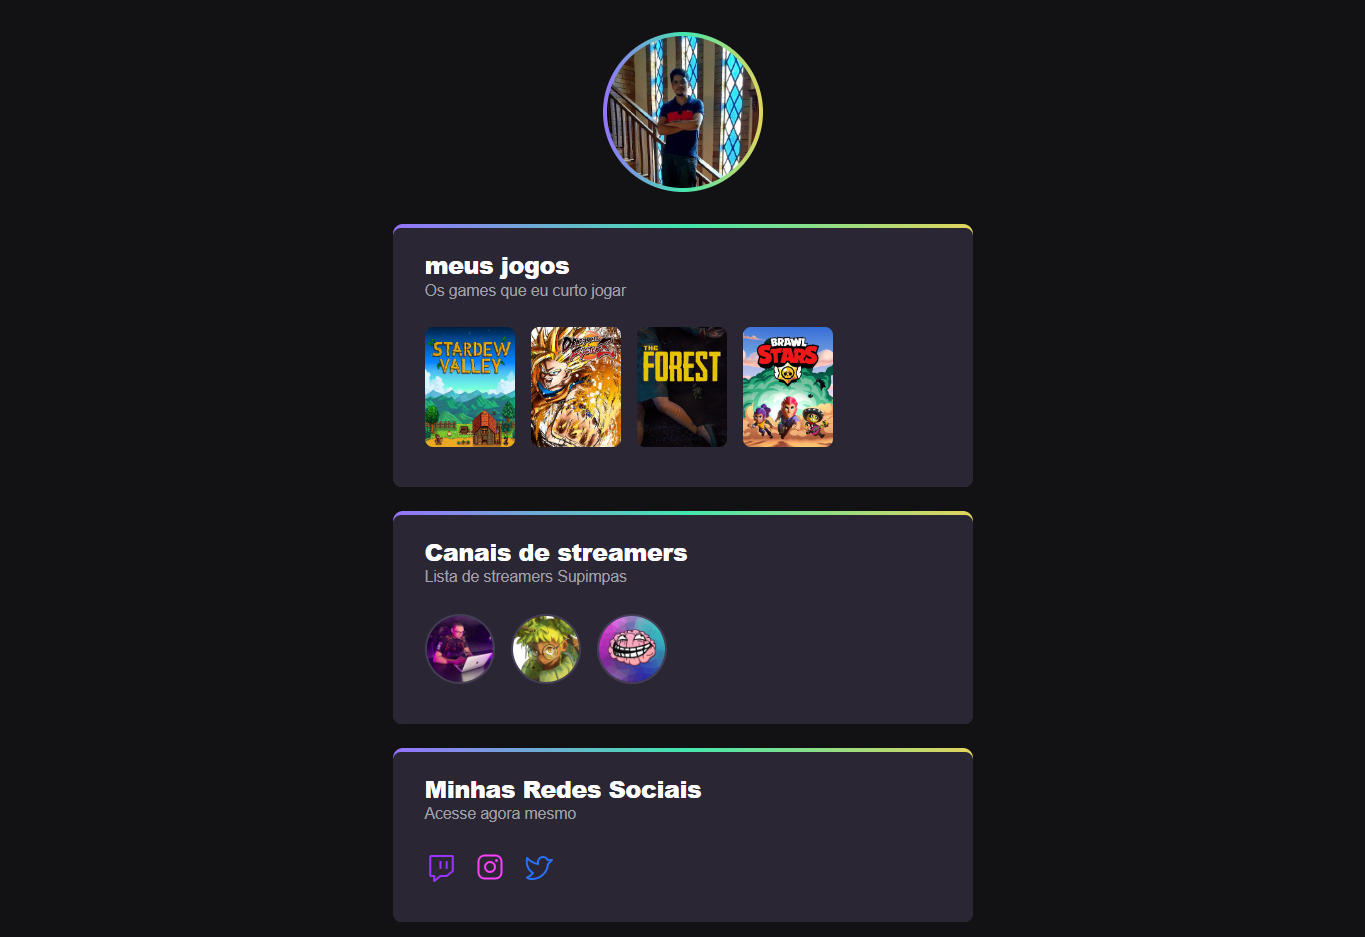 meus jogos
Os games que eu curto jogar
STARDEW
VALLEY
THE
FOREST
BRAWL
STARS
Canais de streamers
Lista de streamers Supimpas
Minhas Redes Sociais
Acesse agora mesmo